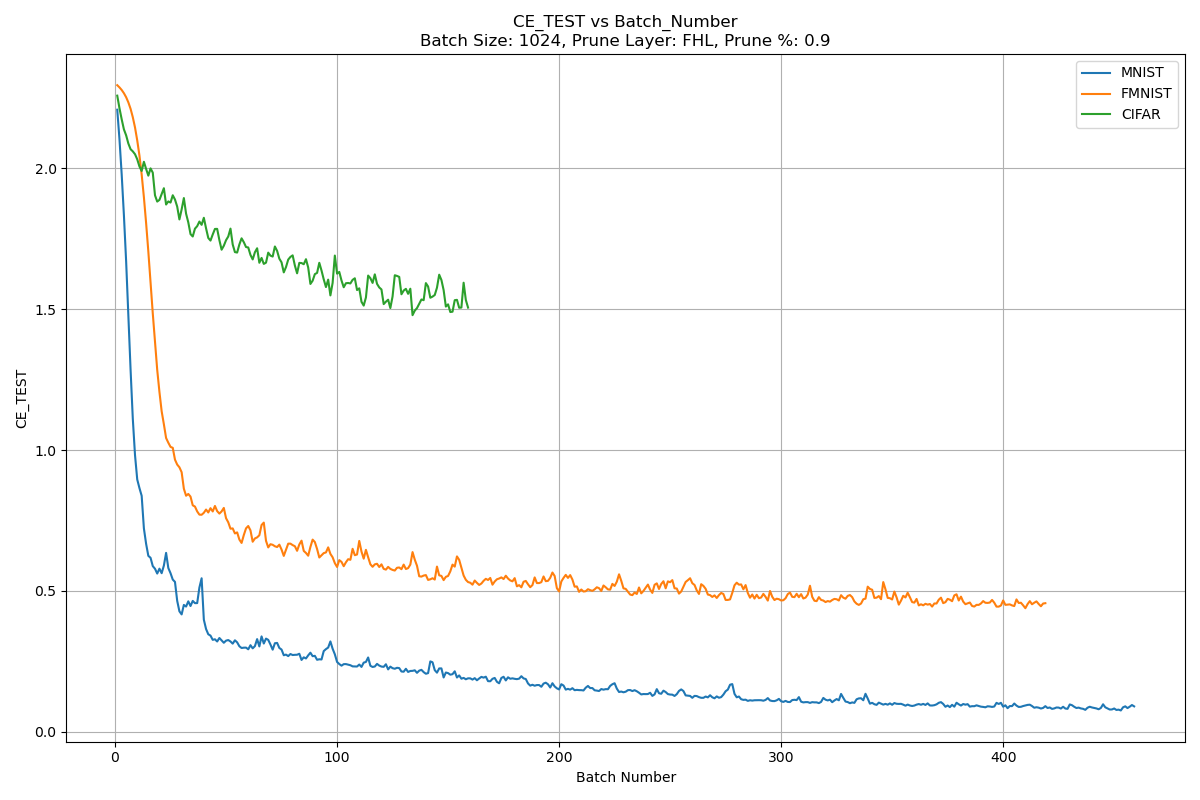 CE_TEST vs Batch_Number
Batch Size: 1024, Prune Layer: FHL, Prune %: 0.9
MNIST
FMNIST
CIFAR
2.0
1.5
1.0
0.5
0.0
CE_TEST
0 100 200 300 400
Batch Number